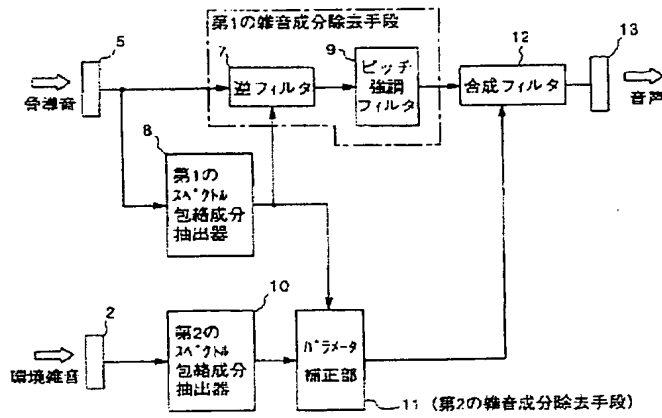 第1の雑音成分除去手段
5
7
9
12
13
骨導音
逆フィルタ
ピッチ
強調
フィルタ
合成フィルタ
音声
8
第1の
スペクトル
包絡成分
抽出器
10
2
環境雑音
第2の
スペクトル
包絡成分
抽出器
パラメータ
補正部
11 (第2の雑音成分除去手段)